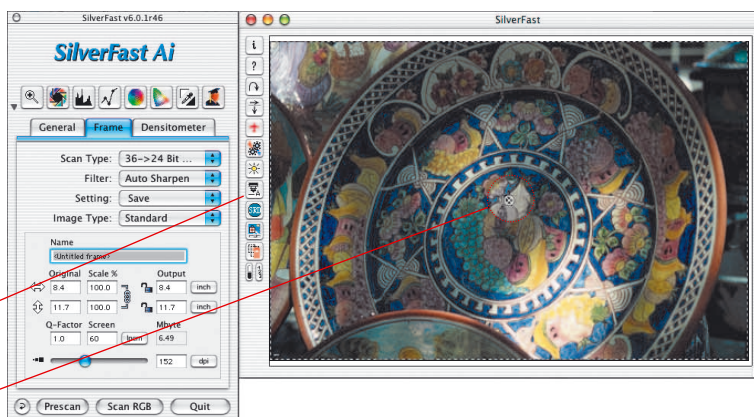 SilverFast v6.0.1r46
SilverFast Ai
General Frame Densitometer
Scan Type: 36->24 Bit ...
Filter: Auto Sharpen
Setting: Save
Image Type: Standard
Name
<Untitled frame>
Original Scale % Output
8.4 100.0 8.4 inch
11.7 100.0 11.7 inch
Q-Factor Screen Mbyte
1.0 60 lpcm 6.49
152 dpi
Prescan Scan RGB Quit
SilverFast
i
?
A
SRD